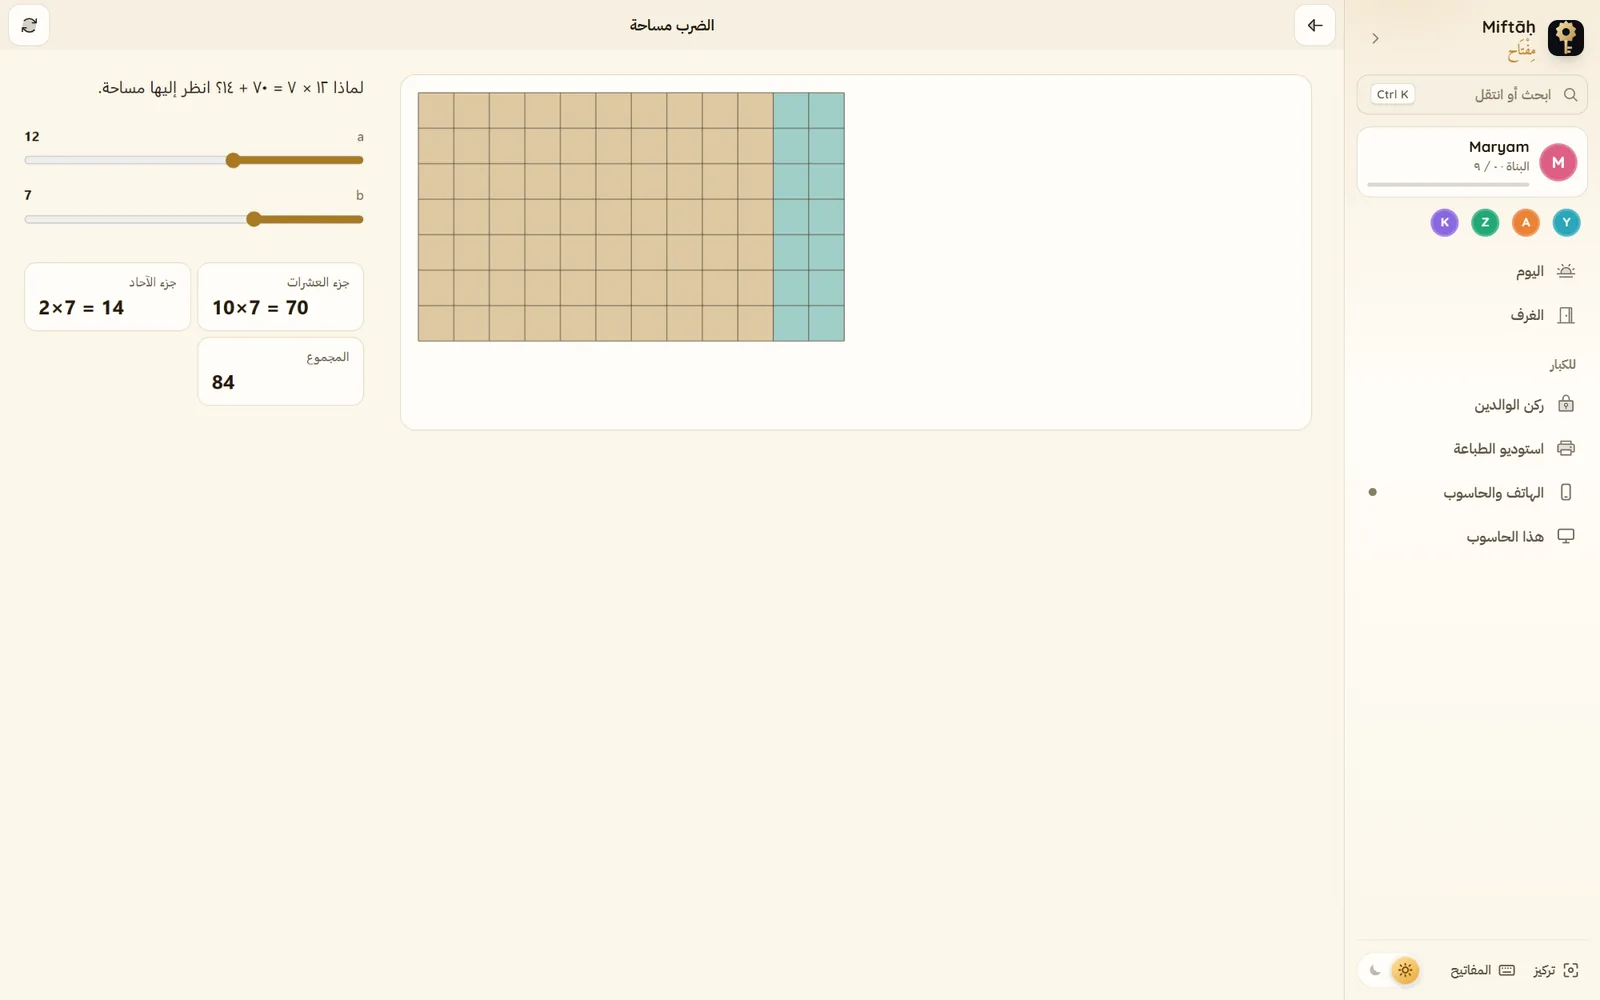 Miftāḥ
مِفْتَاح
ابحث أو انتقل
Ctrl K
M
Maryam
البناة · ٠ / ٩
Y
A
Z
K
اليوم
الغرف
للكبار
ركن الوالدين
استوديو الطباعة
الهاتف والحاسوب
هذا الحاسوب
تركيز
المفاتيح
الضرب مساحة
لماذا ١٢ × ٧ = ٧٠ + ١٤؟ انظر إليها مساحة.
a 12
b 7
جزء العشرات
10×7 = 70
جزء الآحاد
2×7 = 14
المجموع
84